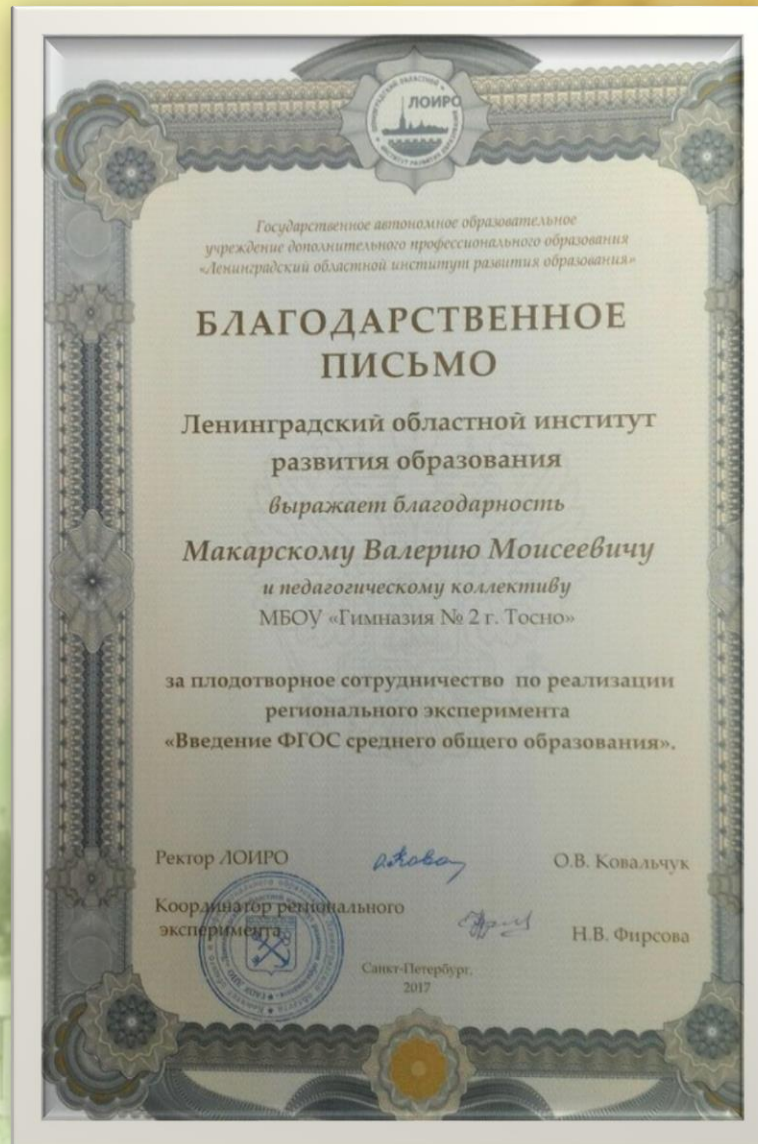 ЛОИРО
Государственное автономное образовательное
учреждение дополнительного профессионального образования
«Ленинградский областной институт развития образования»
БЛАГОДАРСТВЕННОЕ
ПИСЬМО
Ленинградский областной институт
развития образования
выражает благодарность
Макарскому Валерию Моисеевичу
и педагогическому коллективу
МБОУ «Гимназия № 2 г. Тосно»
за плодотворное сотрудничество по реализации
регионального эксперимента
«Введение ФГОС среднего общего образования».
Ректор ЛОИРО О.В. Ковальчук
Координатор регионального
эксперимента Н.В. Фирсова
Санкт-Петербург,
2017